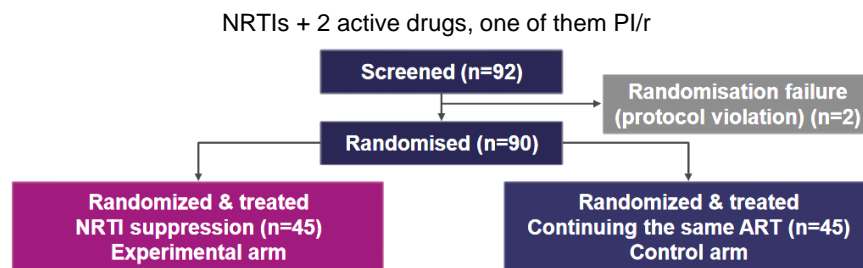 NRTIs + 2 active drugs, one of them PI/r
Screened (n=92)
Randomisation failure
(protocol violation) (n=2)
Randomised (n=90)
Randomized & treated
NRTI suppression (n=45)
Experimental arm
Randomized & treated
Continuing the same ART (n=45)
Control arm